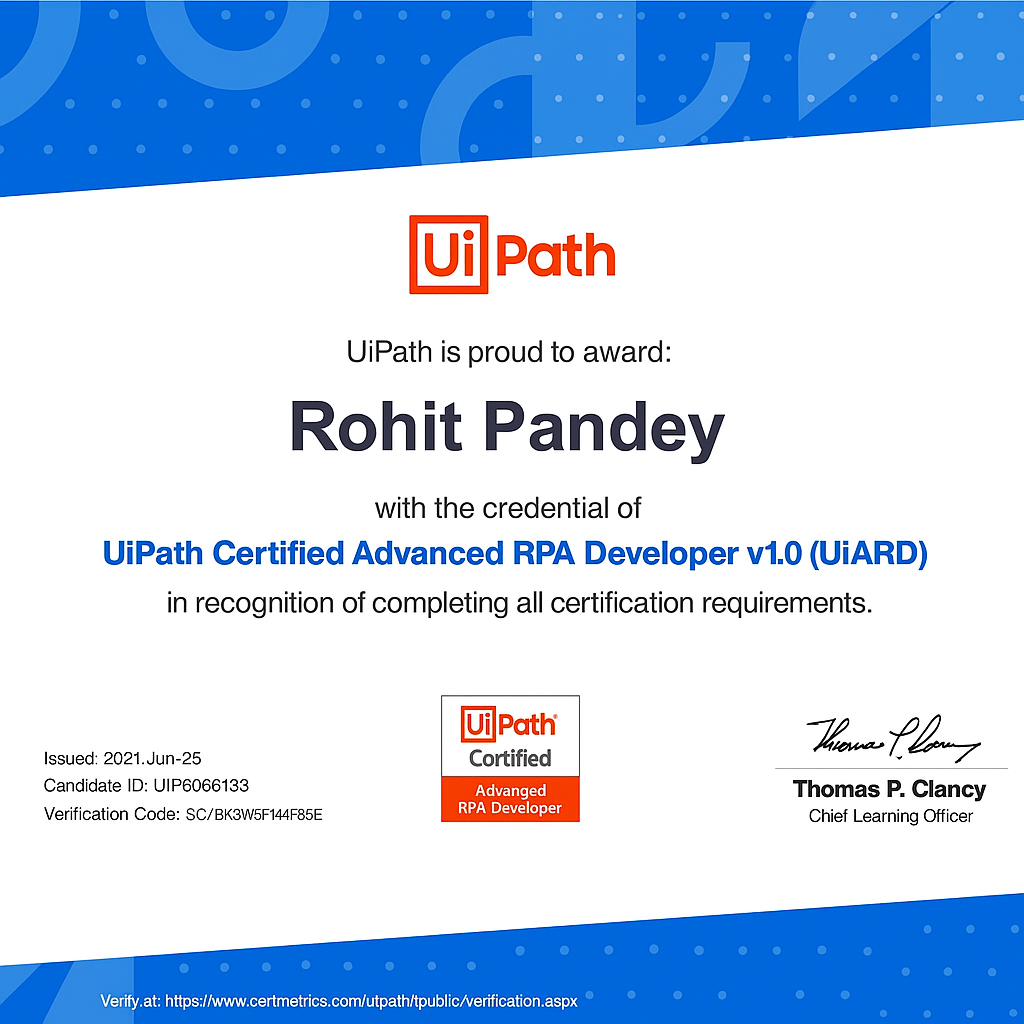 UiPath
UiPath is proud to award:
Rohit Pandey
with the credential of
UiPath Certified Advanced RPA Developer v1.0 (UiARD)
in recognition of completing all certification requirements.
UiPath®
Certified
Advanged
RPA Developer
Issued: 2021.Jun-25
Candidate ID: UIP6066133
Verification Code: SC/BK3W5F144F85E
Thomas P. Clancy
Chief Learning Officer
Verify.at: https://www.certmetrics.com/utpath/tpublic/verification.aspx